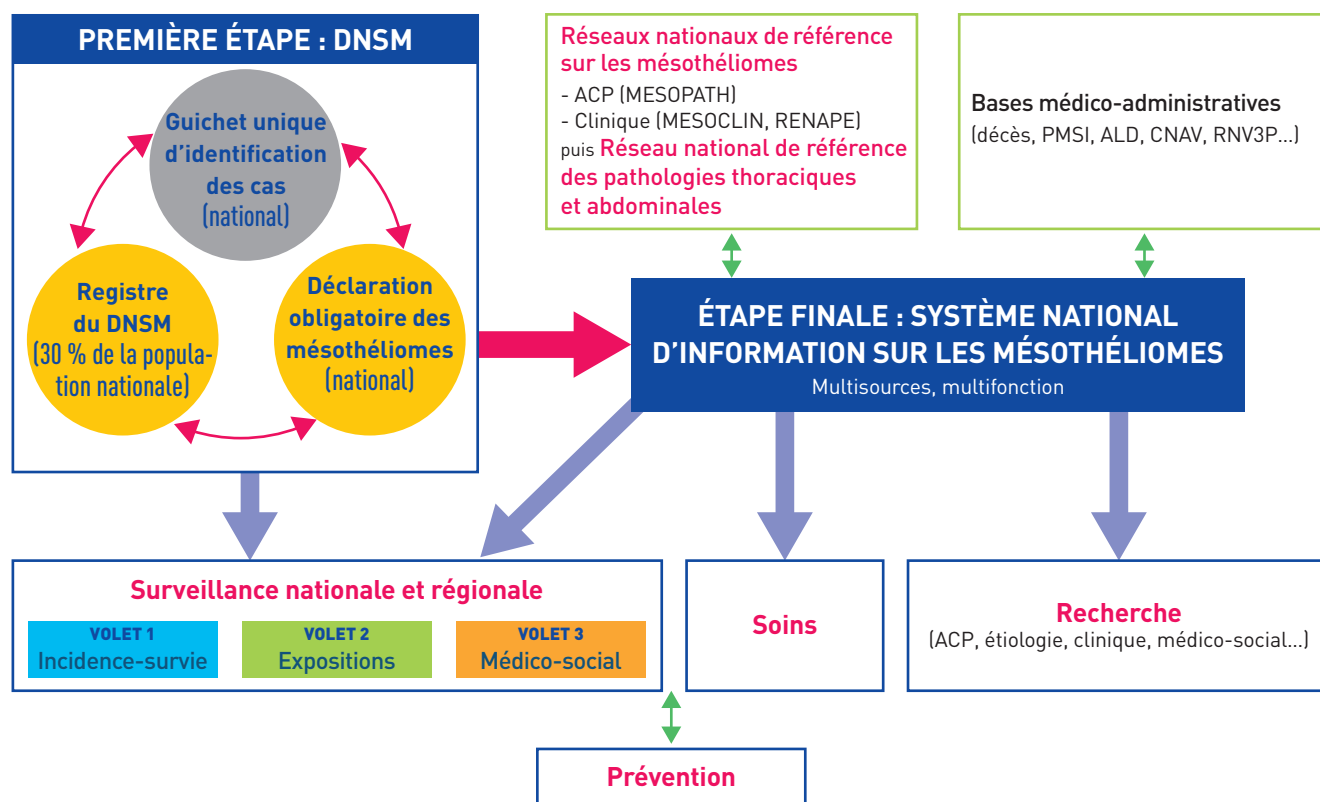 PREMIÈRE ÉTAPE : DNSM
Guichet unique
d'identification
des cas
(national)
Registre
du DNSM
(30 % de la popula-
tion nationale)
Déclaration
obligatoire des
mésothéliomes
(national)
Réseaux nationaux de référence
sur les mésothéliomes
- ACP (MESOPATH)
- Clinique (MESOCLIN, RENAPE)
puis Réseau national de référence
des pathologies thoraciques
et abdominales
Bases médico-administratives
(décès, PMSI, ALD, CNAV, RNV3P...)
ÉTAPE FINALE : SYSTÈME NATIONAL
D'INFORMATION SUR LES MÉSOTHÉLIOMES
Multisources, multifonction
Surveillance nationale et régionale
VOLET 1
Incidence-survie
VOLET 2
Expositions
VOLET 3
Médico-social
Soins
Recherche
(ACP, étiologie, clinique, médico-social...)
Prévention